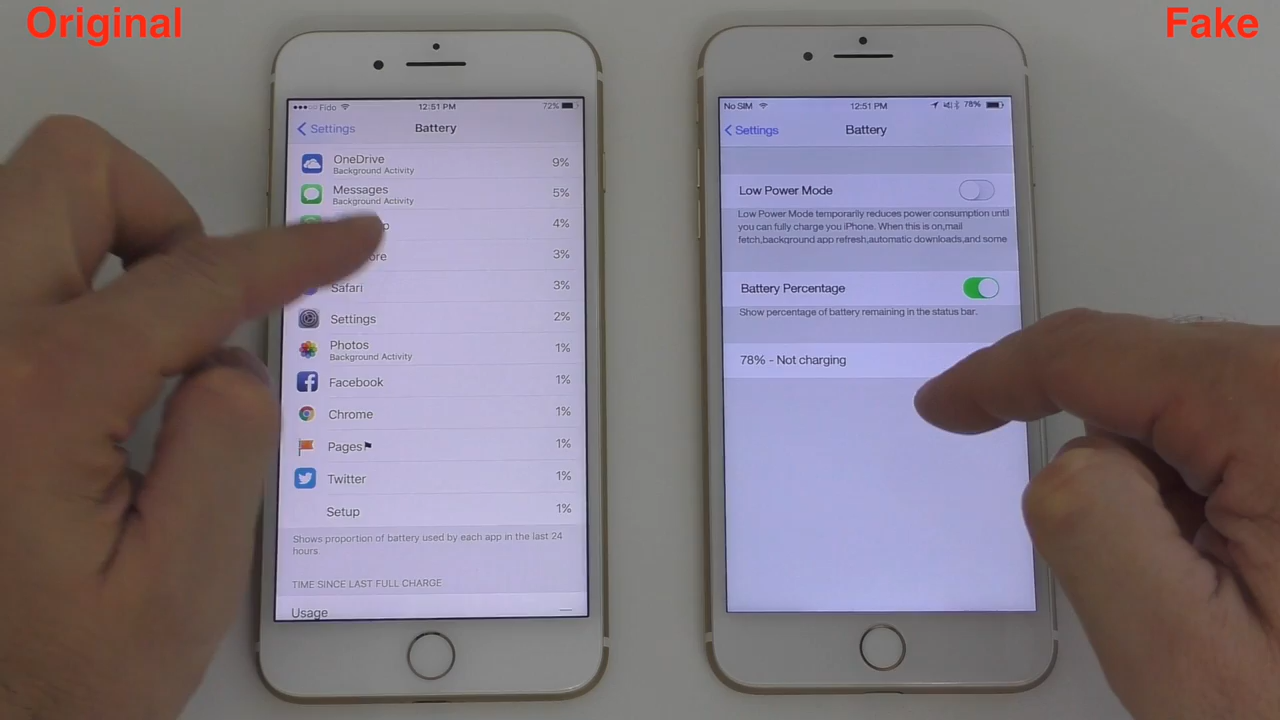 Original
Fake
Fido 12:51 PM 72%
Settings Battery
OneDrive 9%
Background Activity
Messages 5%
Background Activity
4%
3%
Safari 3%
Settings 2%
Photos 1%
Background Activity
Facebook 1%
Chrome 1%
Pages 1%
Twitter 1%
Setup 1%
Shows proportion of battery used by each app in the last 24
hours.
TIME SINCE LAST FULL CHARGE
Usage
No SIM 12:51 PM 78%
Settings Battery
Low Power Mode
Low Power Mode temporarily reduces power consumption until
you can fully charge you iPhone. When this is on,mail
fetch,background app refresh,automatic downloads,and some
Battery Percentage
Show percentage of battery remaining in the status bar.
78% - Not charging